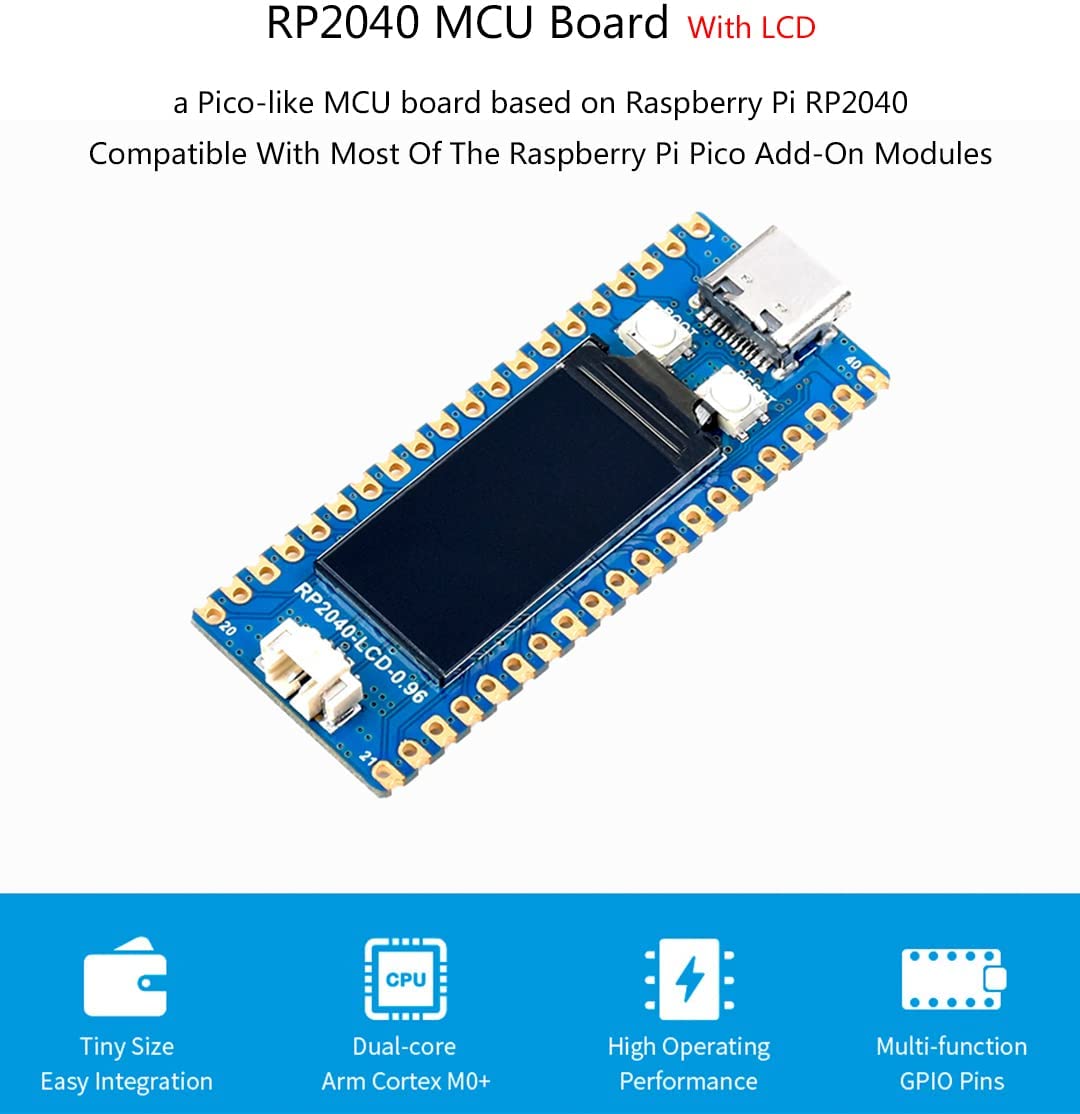 RP2040 MCU Board With LCD
a Pico-like MCU board based on Raspberry Pi RP2040
Compatible With Most Of The Raspberry Pi Pico Add-On Modules
1
BOOT
RESET
40
RP2040-LCD-0.96
20
21
CPU
Tiny Size
Easy Integration
Dual-core
Arm Cortex M0+
High Operating
Performance
Multi-function
GPIO Pins